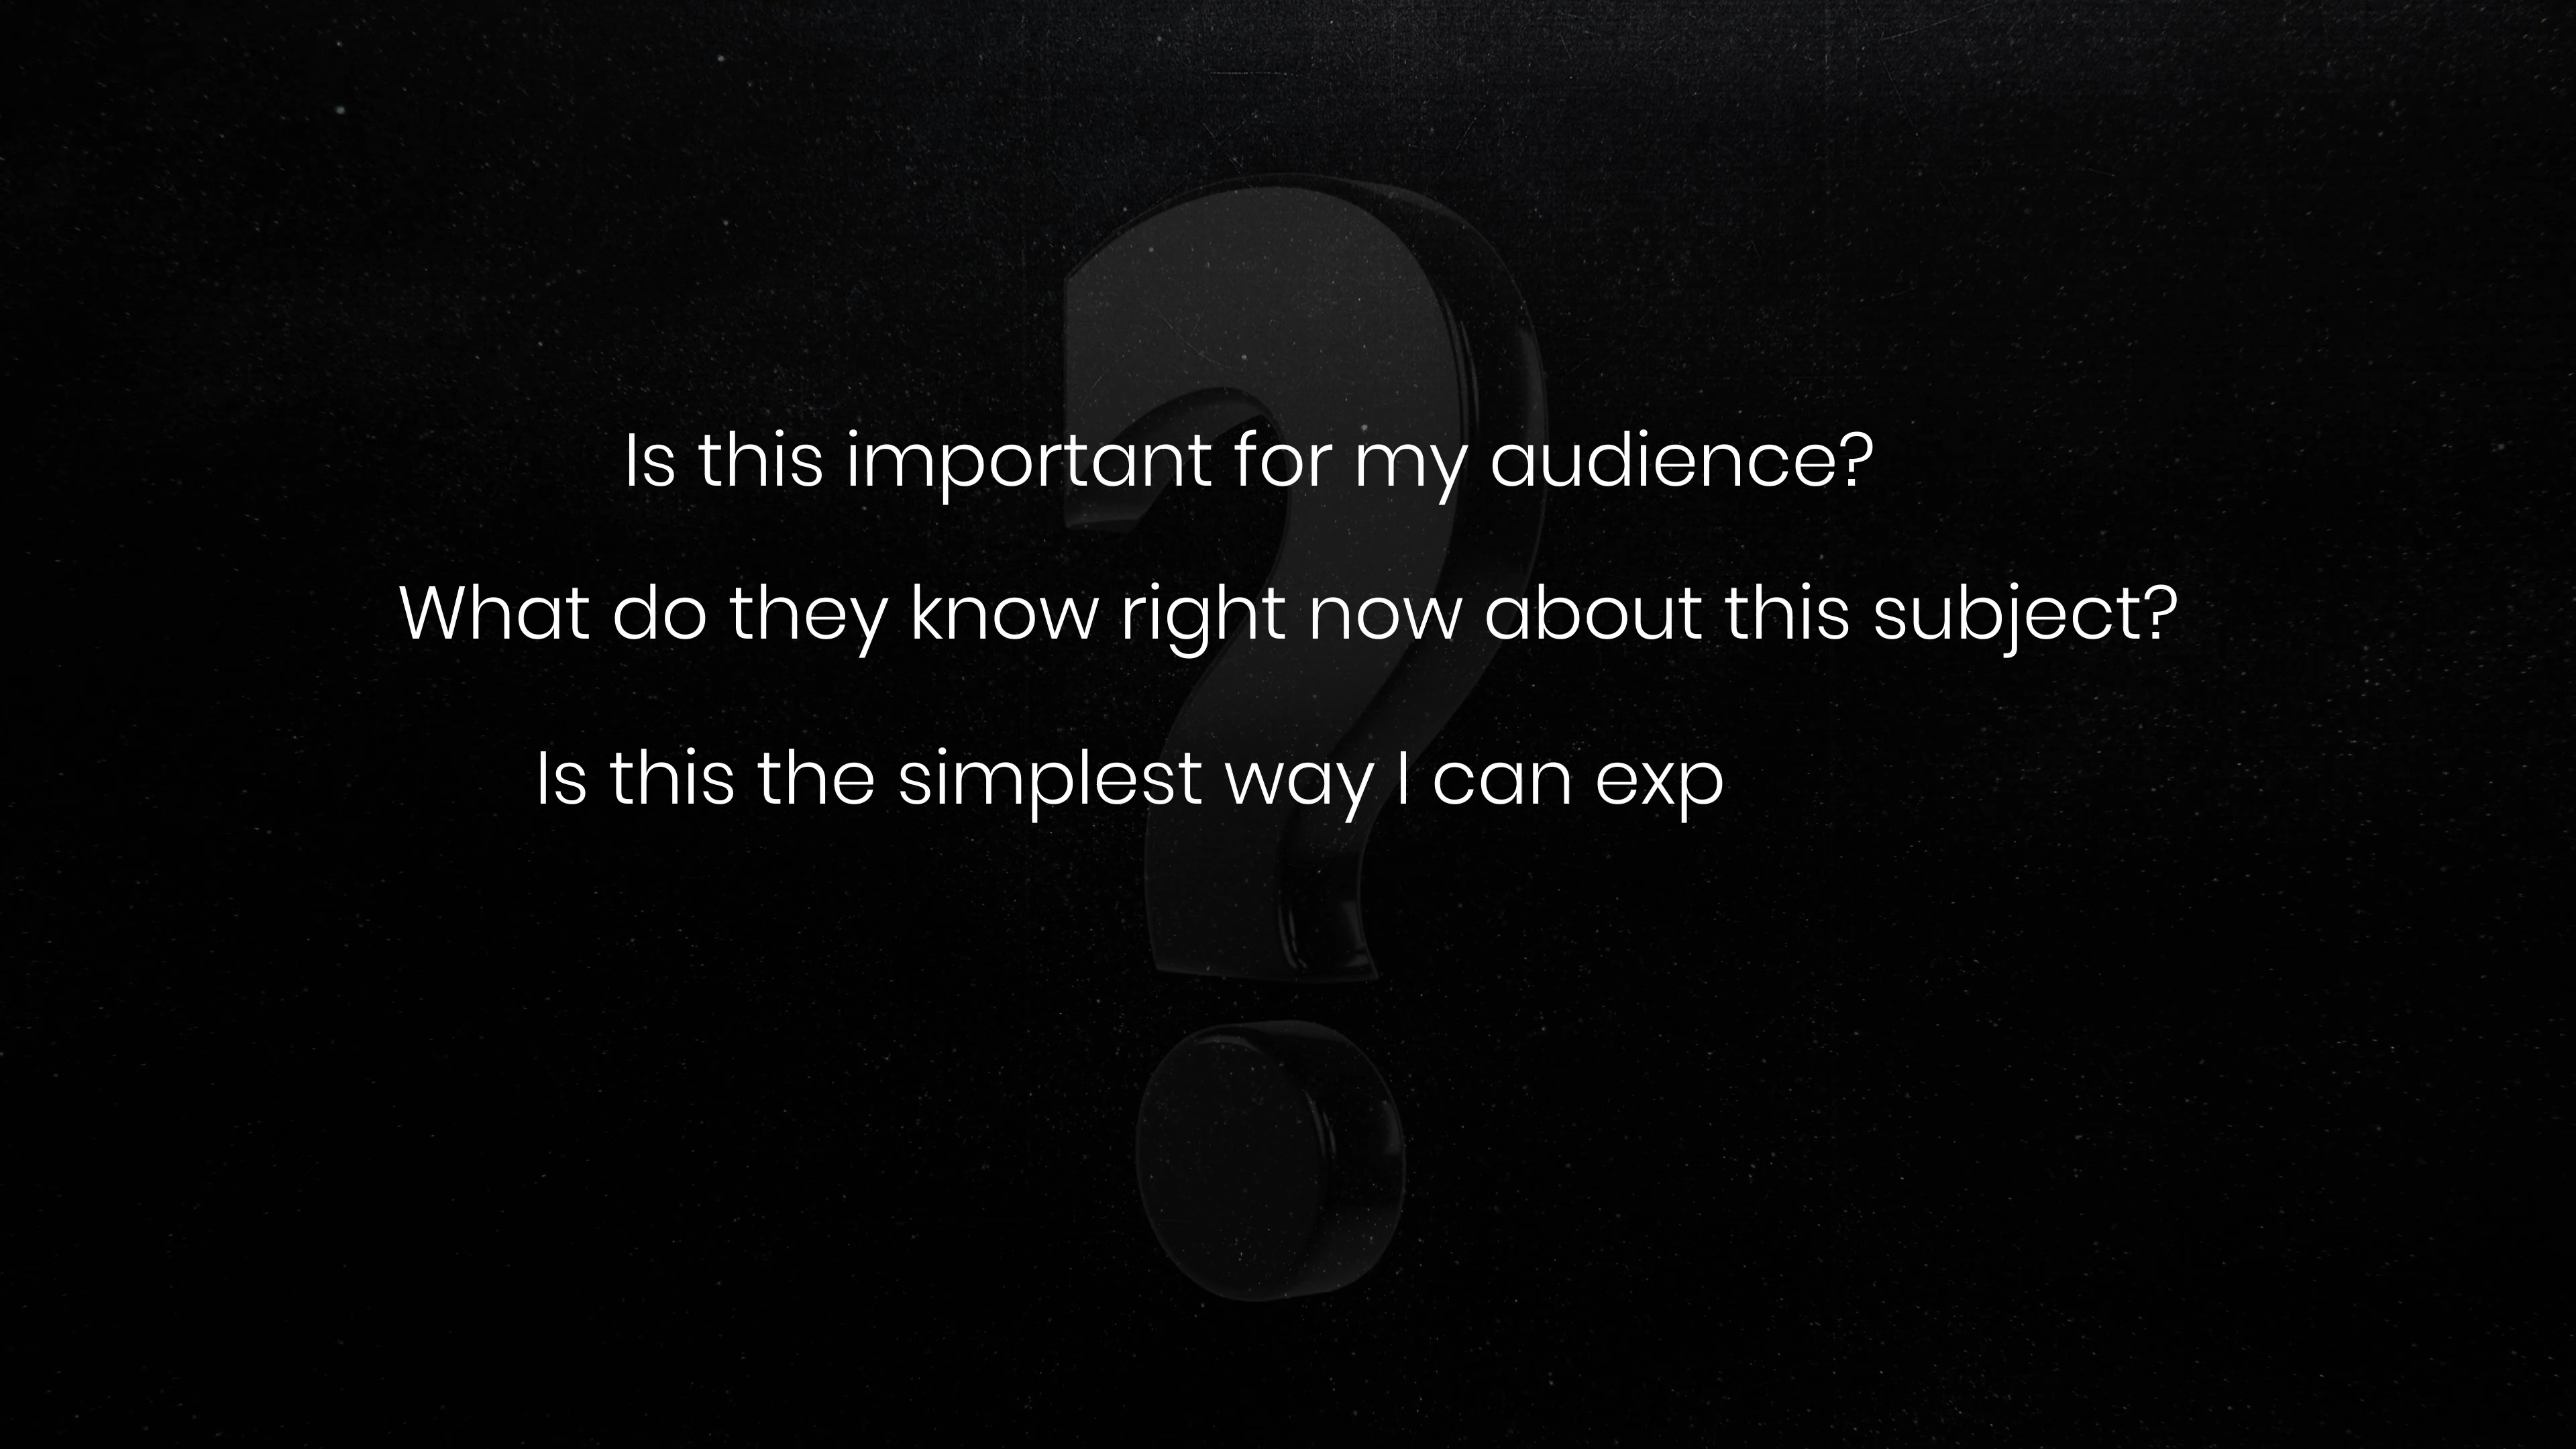 Is this important for my audience?
What do they know right now about this subject?
Is this the simplest way I can exp